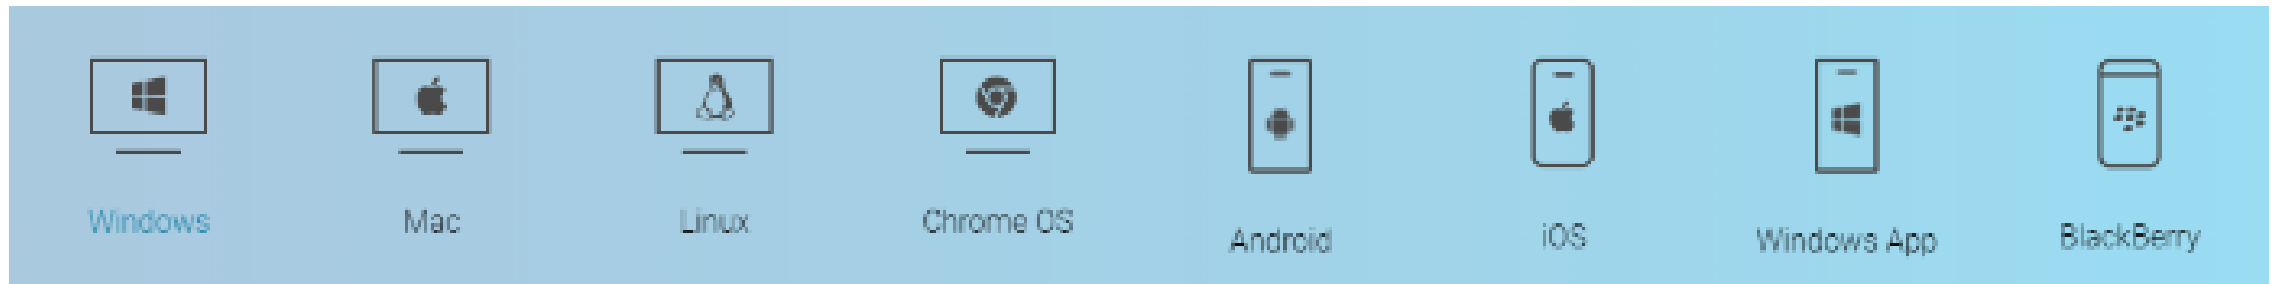 Windows
Mac
Linux
Chrome OS
Android
iOS
Windows App
BlackBerry